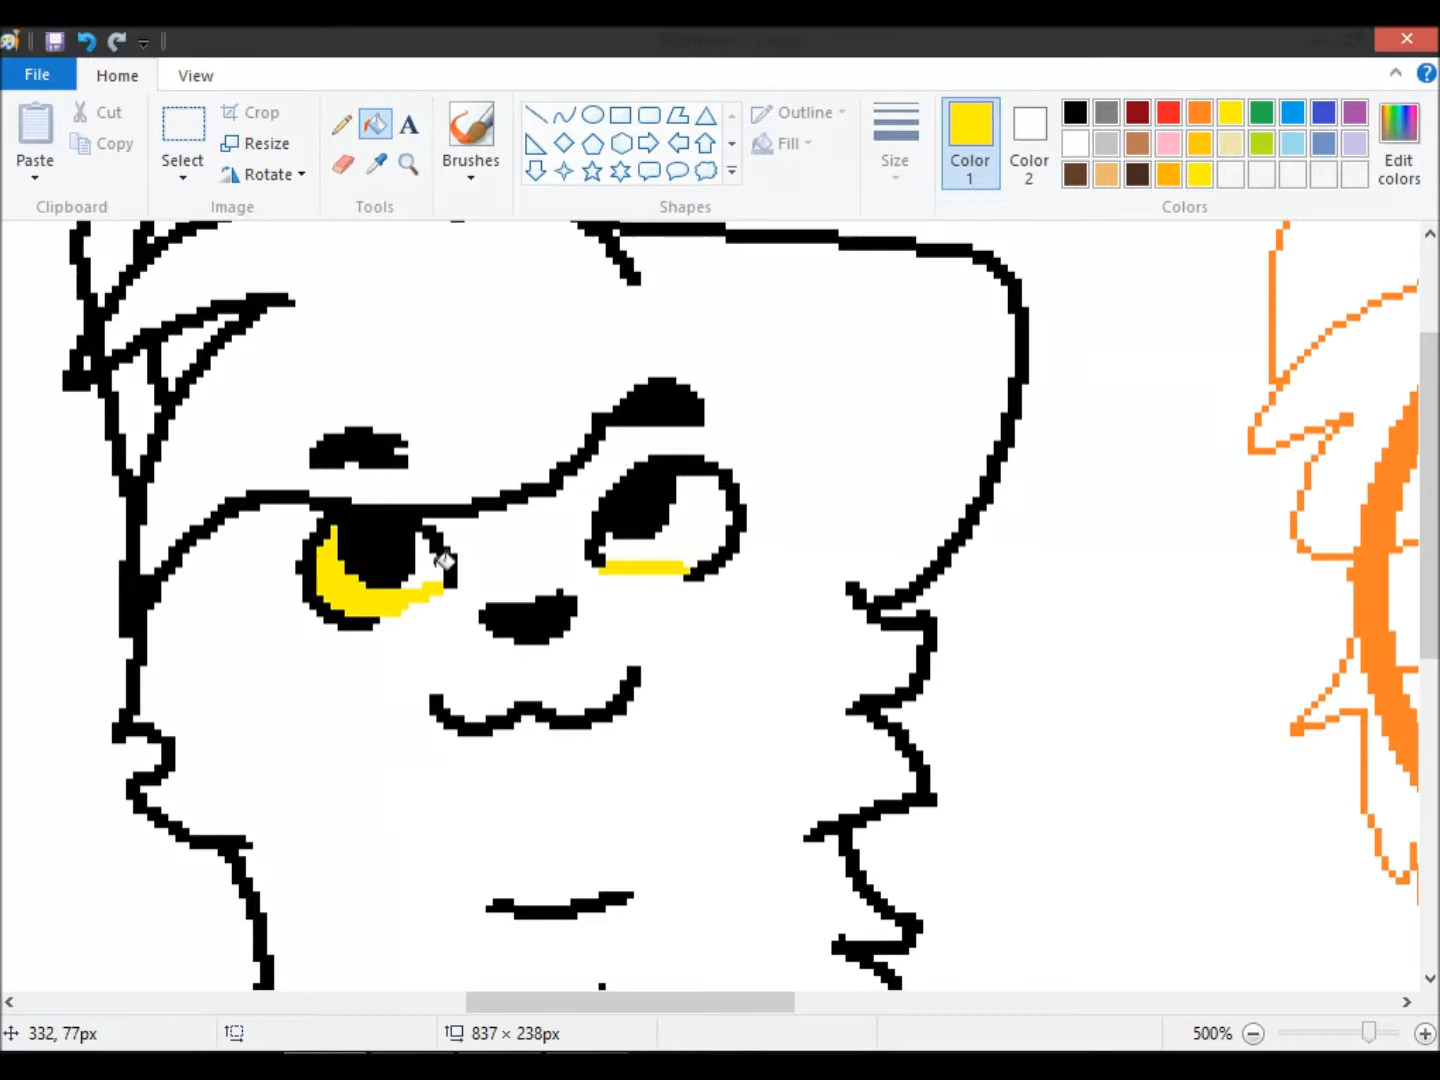 File Home View
Cut
Copy
Paste
Clipboard
Select
Crop
Resize
Rotate
Image
A
Tools
Brushes
Outline
Fill
Shapes
Size
Color 1
Color 2
Edit colors
Colors
332, 77px
837 × 238px
500%